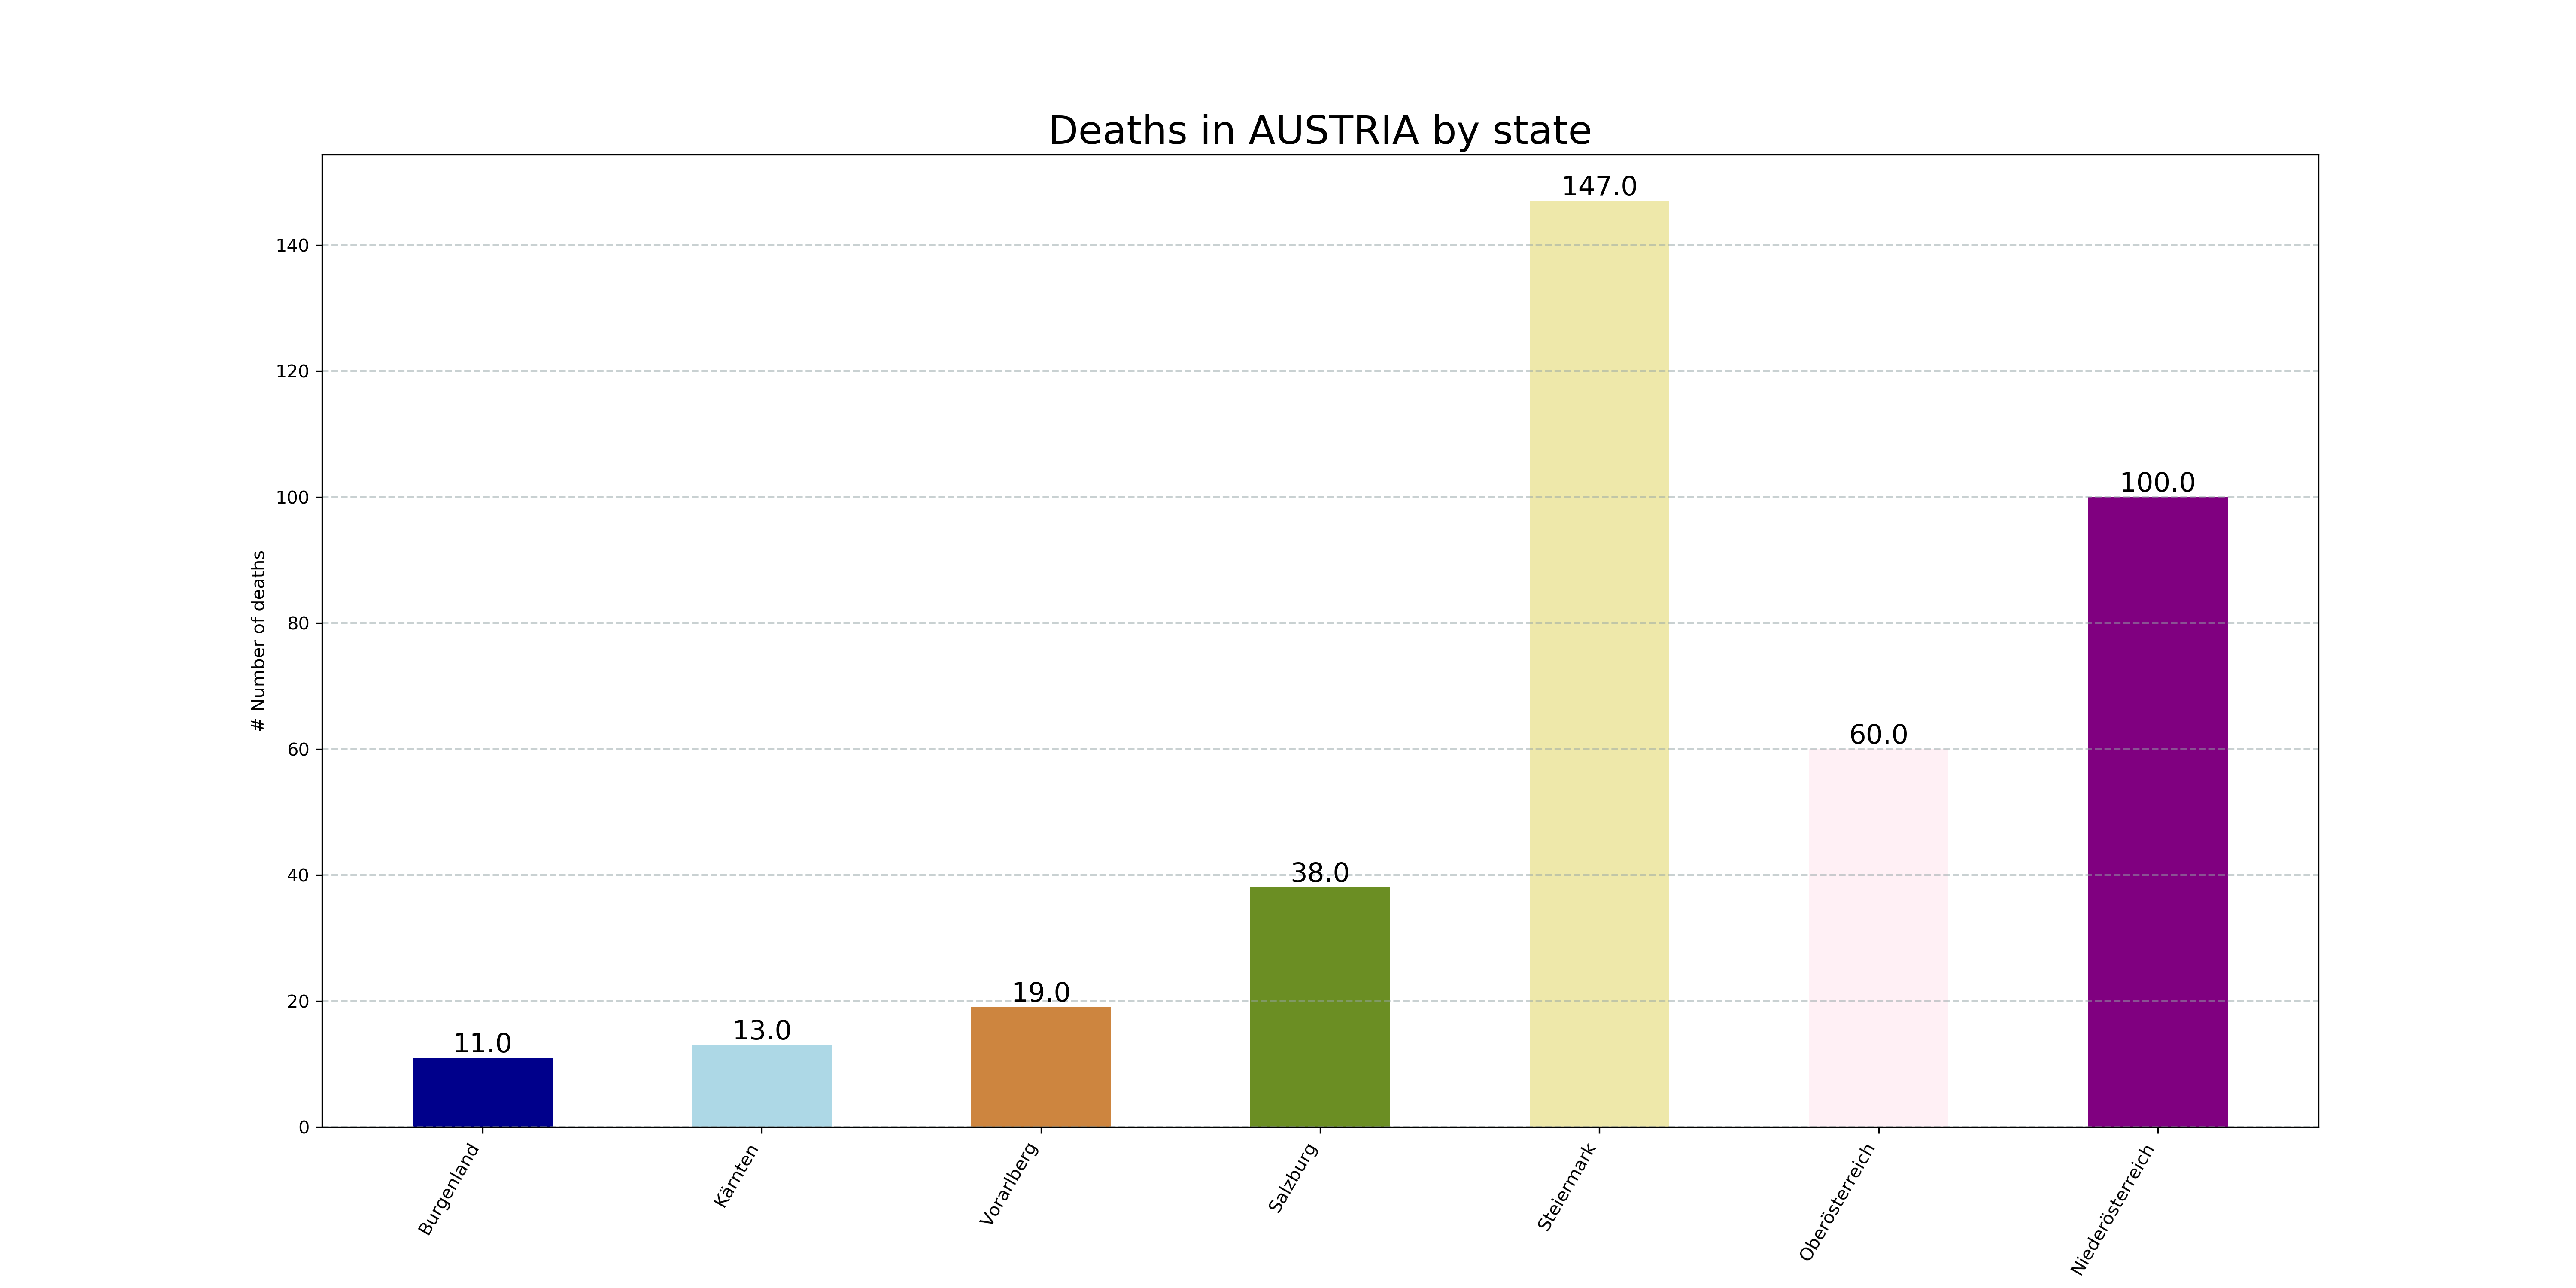 Deaths in AUSTRIA by state
# Number of deaths
140
120
100
80
60
40
20
0
11.0
13.0
19.0
38.0
147.0
60.0
100.0
Burgenland
Kärnten
Vorarlberg
Salzburg
Steiermark
Oberösterreich
Niederösterreich